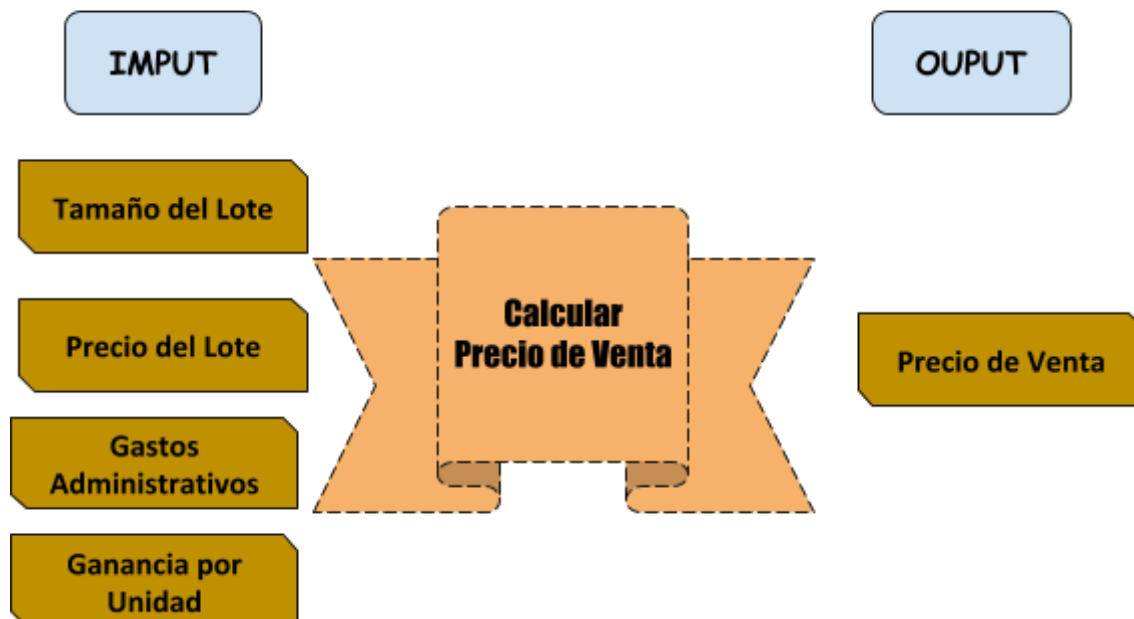 IMPUT
OUPUT
Tamaño del Lote
Precio del Lote
Gastos
Administrativos
Ganancia por
Unidad
Calcular
Precio de Venta
Precio de Venta